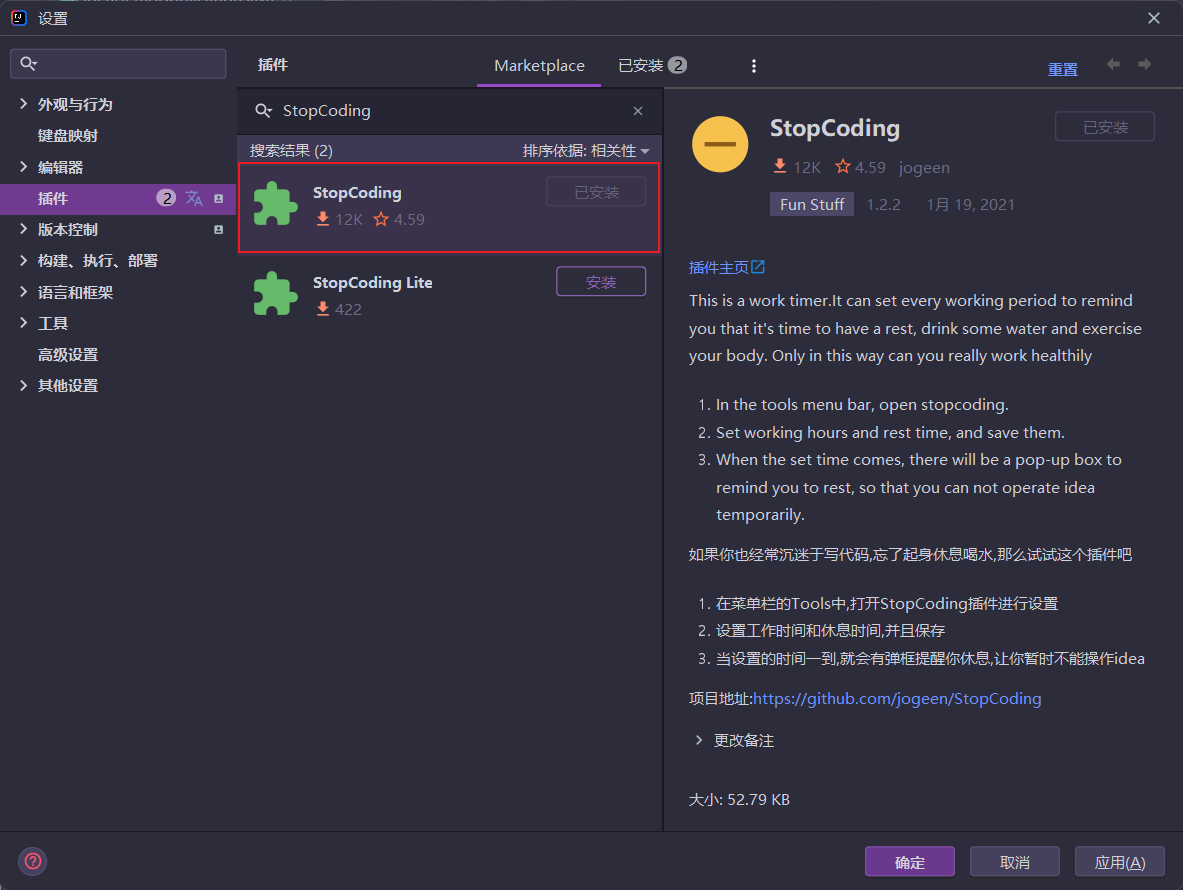 设置
插件
Marketplace
已安装 2
重置
外观与行为
键盘映射
编辑器
插件 2
版本控制
构建、执行、部署
语言和框架
工具
高级设置
其他设置
StopCoding
搜索结果 (2)
排序依据: 相关性
StopCoding
已安装
12K 4.59
StopCoding Lite
安装
422
StopCoding
已安装
12K 4.59 jogeen
Fun Stuff 1.2.2 1月 19, 2021
插件主页
This is a work timer.It can set every working period to remind
you that it's time to have a rest, drink some water and exercise
your body. Only in this way can you really work healthily
1. In the tools menu bar, open stopcoding.
2. Set working hours and rest time, and save them.
3. When the set time comes, there will be a pop-up box to
remind you to rest, so that you can not operate idea
temporarily.
如果你也经常沉迷于写代码,忘了起身休息喝水,那么试试这个插件吧
1. 在菜单栏的Tools中,打开StopCoding插件进行设置
2. 设置工作时间和休息时间,并且保存
3. 当设置的时间一到,就会有弹框提醒你休息,让你暂时不能操作idea
项目地址:https://github.com/jogeen/StopCoding
更改备注
大小: 52.79 KB
确定
取消
应用(A)